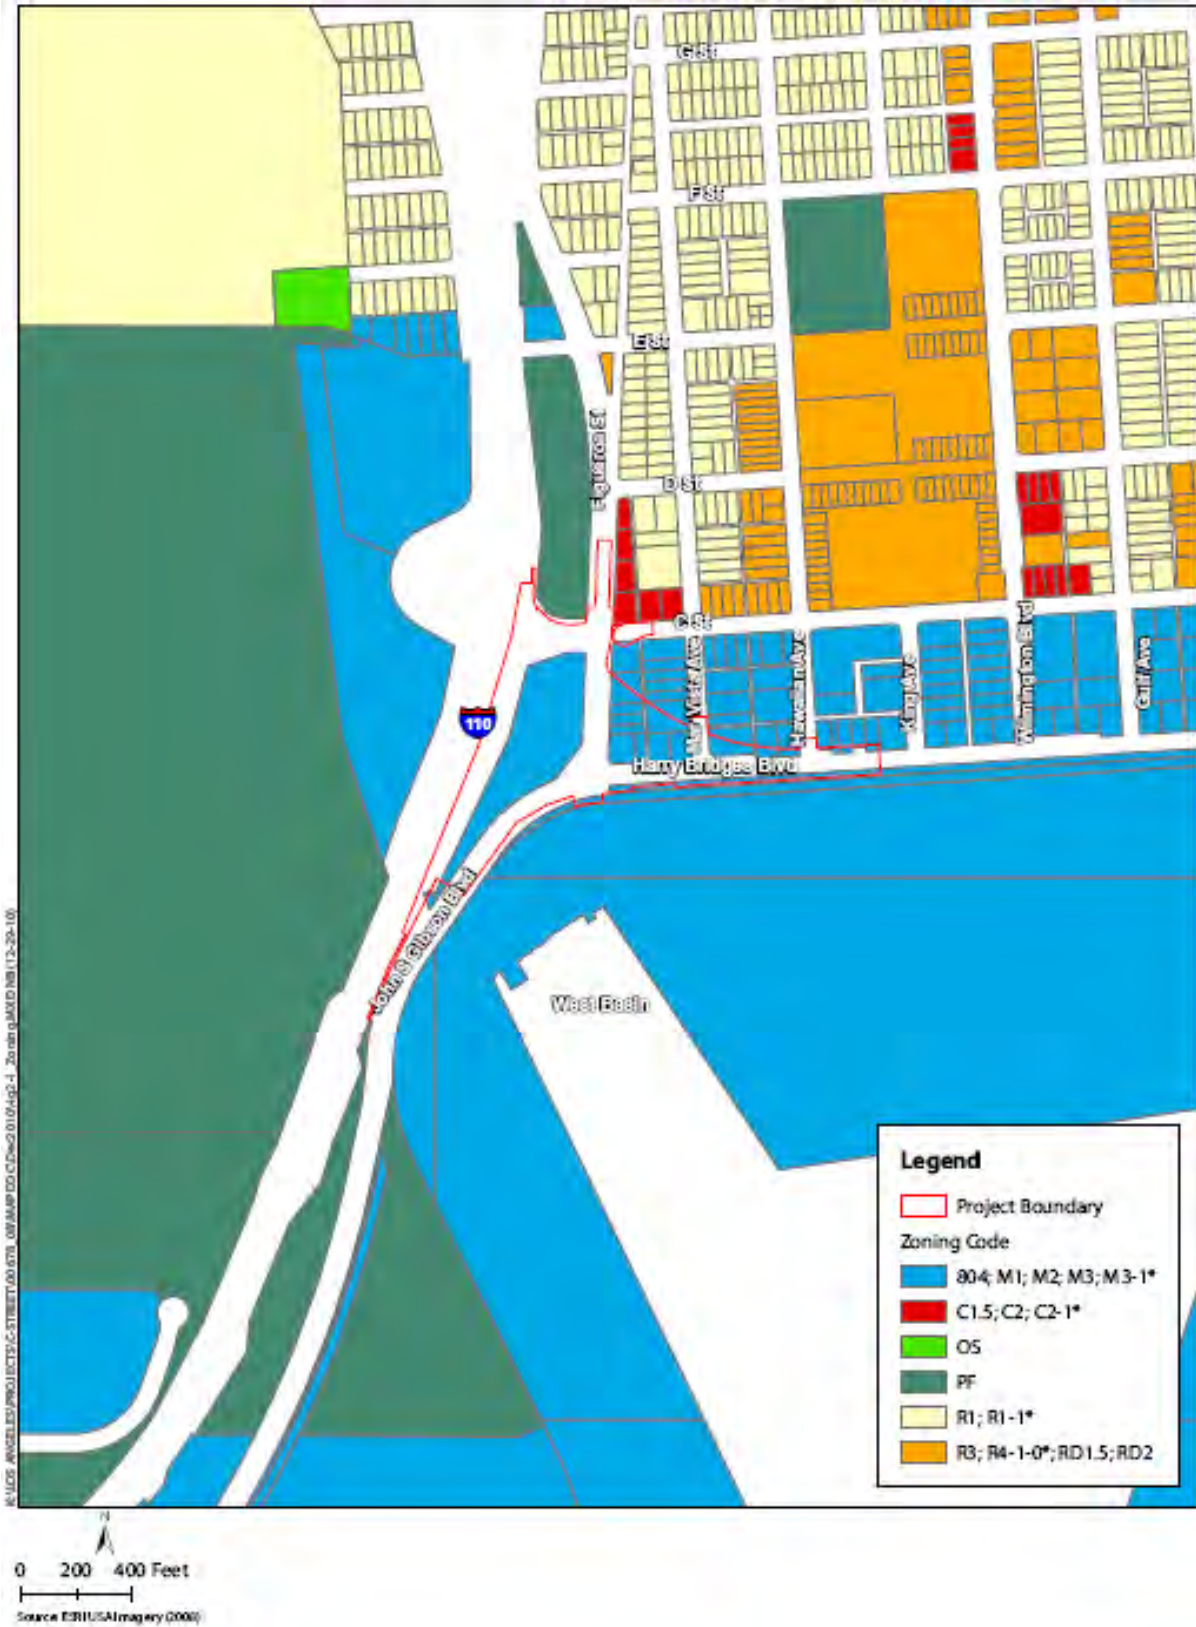 G St
F St
E St
Figueroa St
D St
C St
Mar Vista Ave
Hawaiian Ave
King Ave
Wilmington Blvd
Gulf Ave
110
Harry Bridges Blvd
John S Gibson Blvd
West Basin
Legend
Project Boundary
Zoning Code
804; M1; M2; M3; M3-1*
C1.5; C2; C2-1*
OS
PF
R1; R1-1*
R3; R4-1-0*; RD1.5; RD2
N
0 200 400 Feet
Source ESRI USA Imagery (2008)